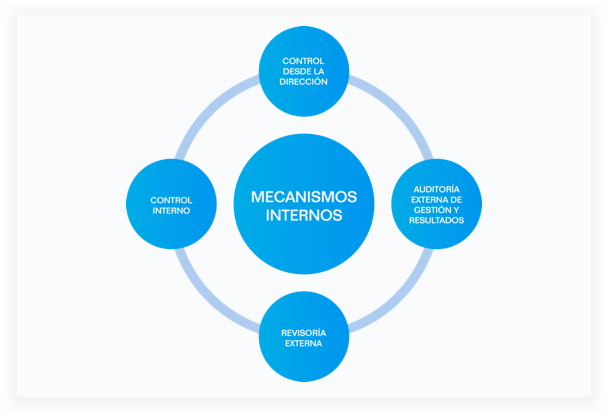 CONTROL
DESDE LA
DIRECCIÓN
CONTROL
INTERNO
MECANISMOS
INTERNOS
AUDITORÍA
EXTERNA DE
GESTIÓN Y
RESULTADOS
REVISORÍA
EXTERNA